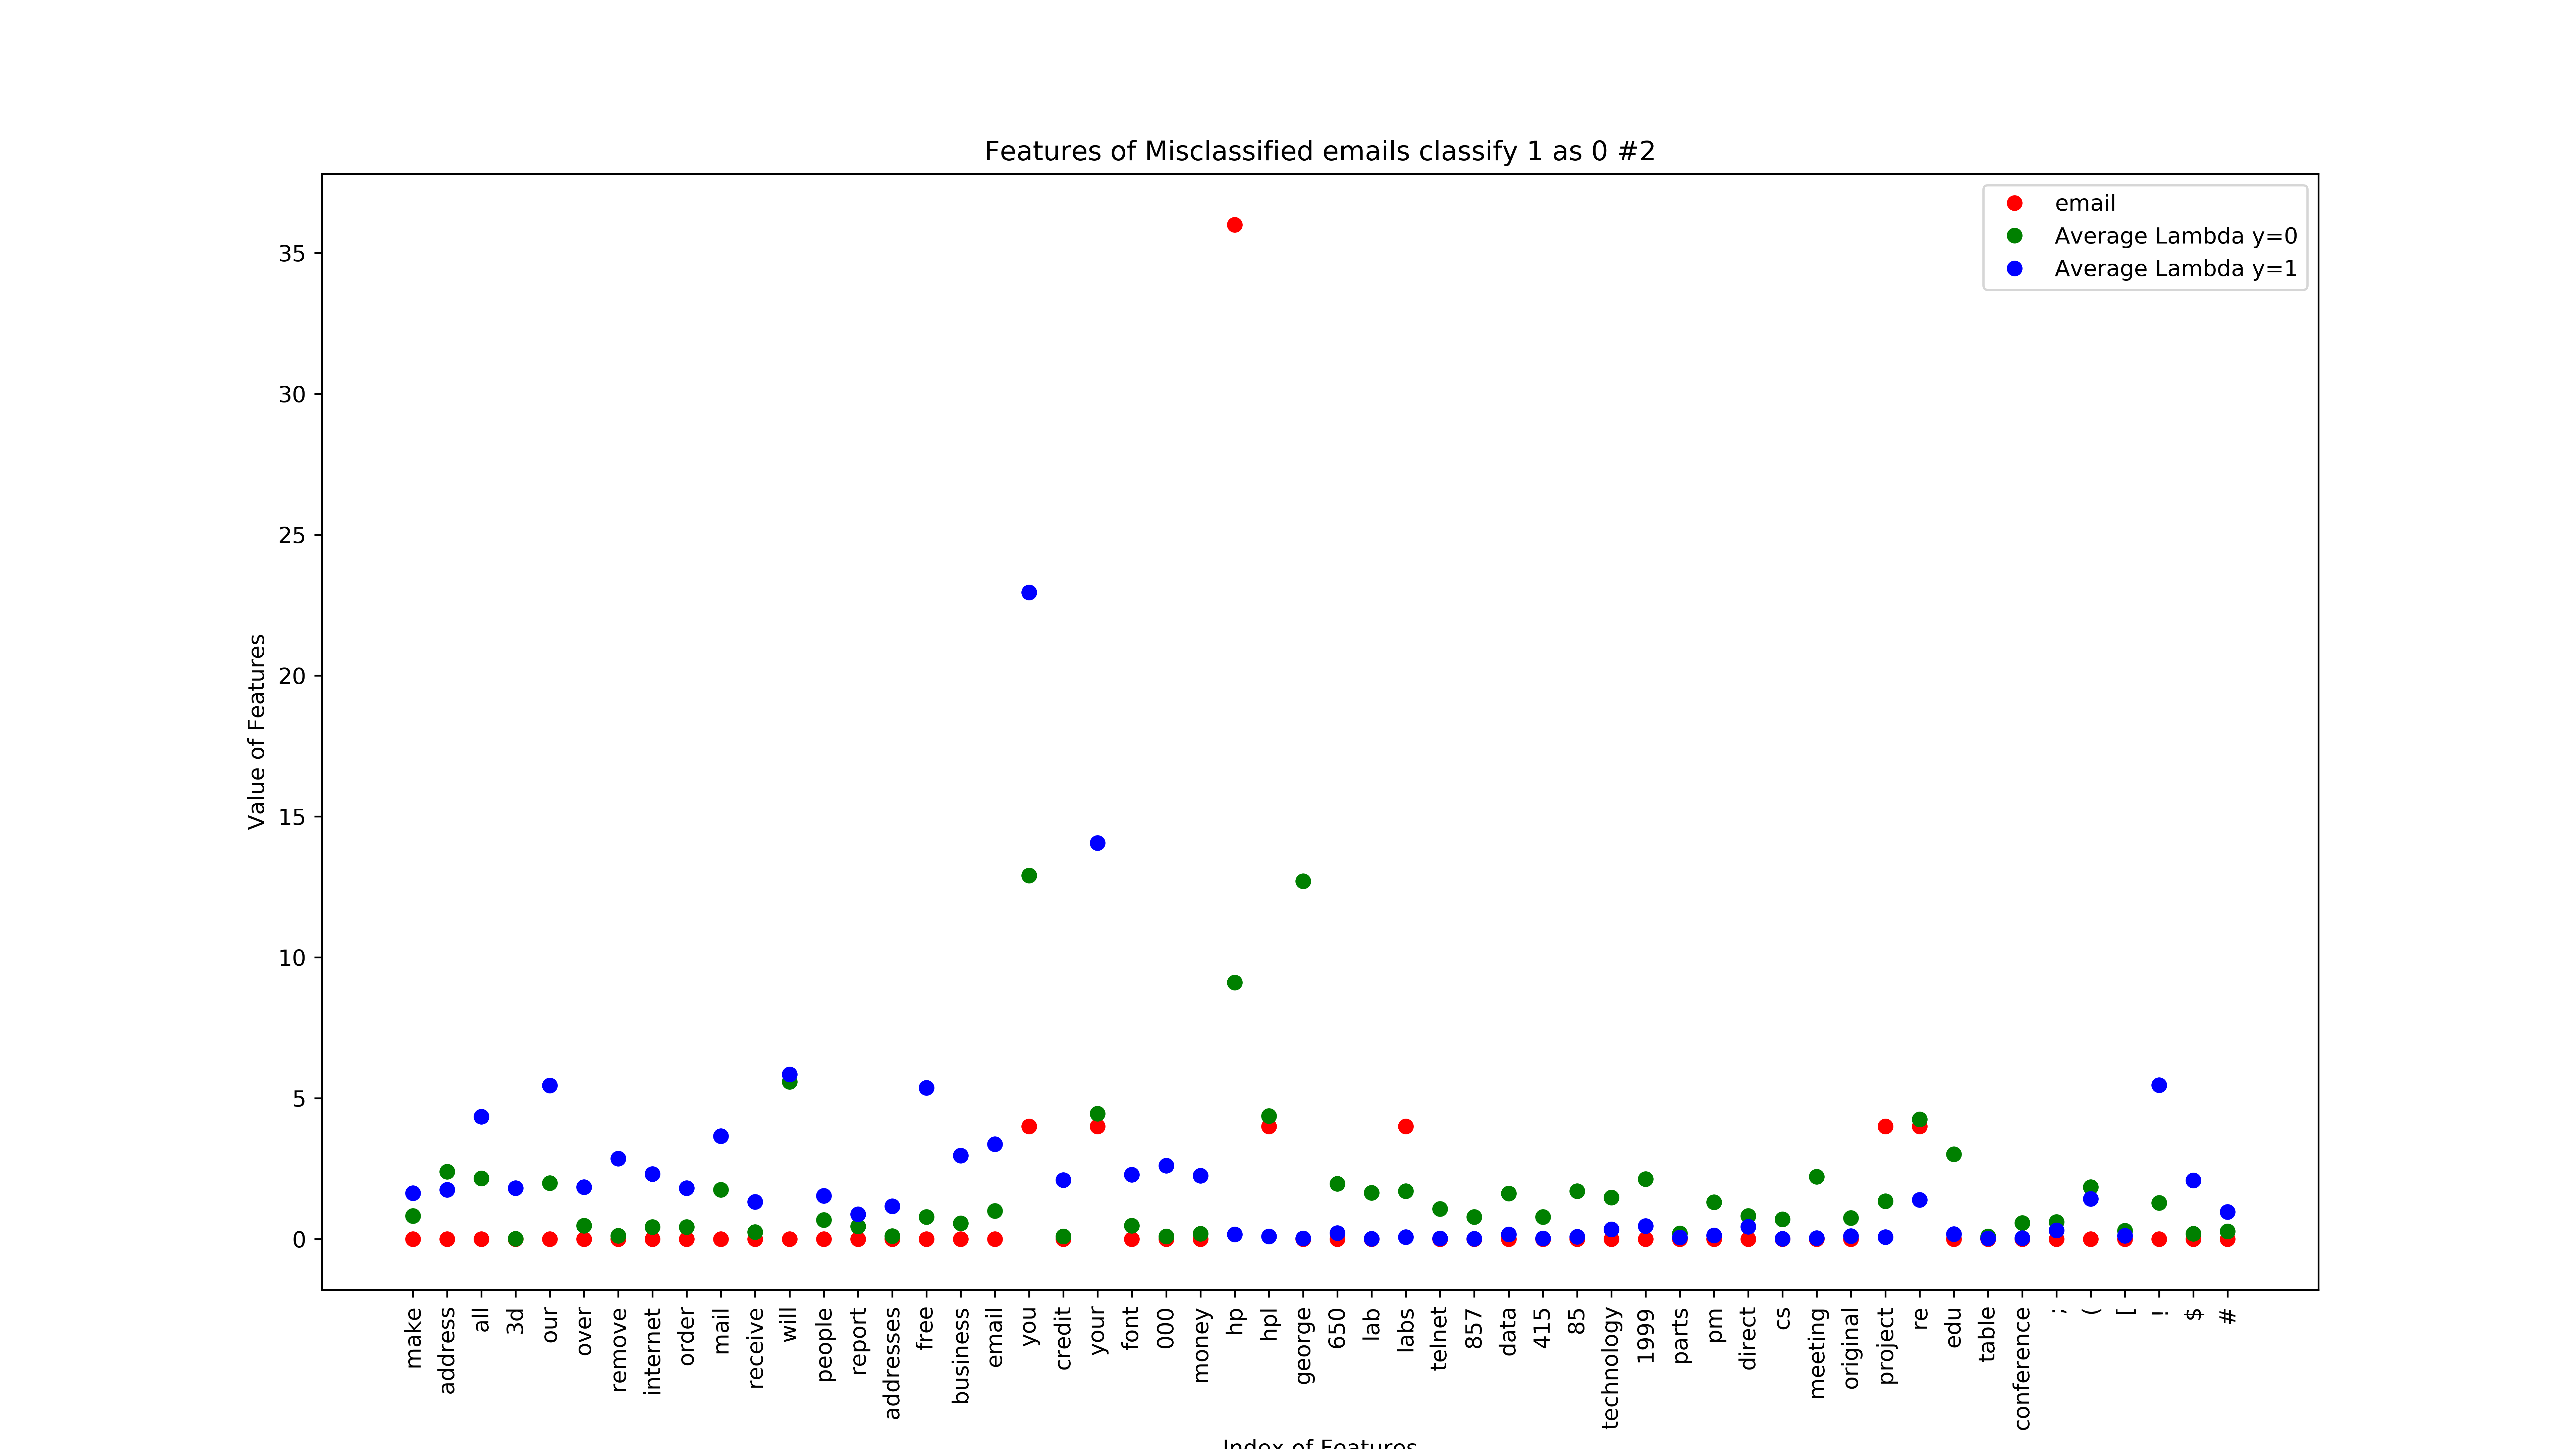 Features of Misclassified emails classify 1 as 0 #2
email
Average Lambda y=0
Average Lambda y=1
Value of Features
35
30
25
20
15
10
5
0
make
address
all
3d
our
over
remove
internet
order
mail
receive
will
people
report
addresses
free
business
email
you
credit
your
font
000
money
hp
hpl
george
650
lab
labs
telnet
857
data
415
85
technology
1999
parts
pm
direct
cs
meeting
original
project
re
edu
table
conference
;
(
[
!
$
#
Index of Features